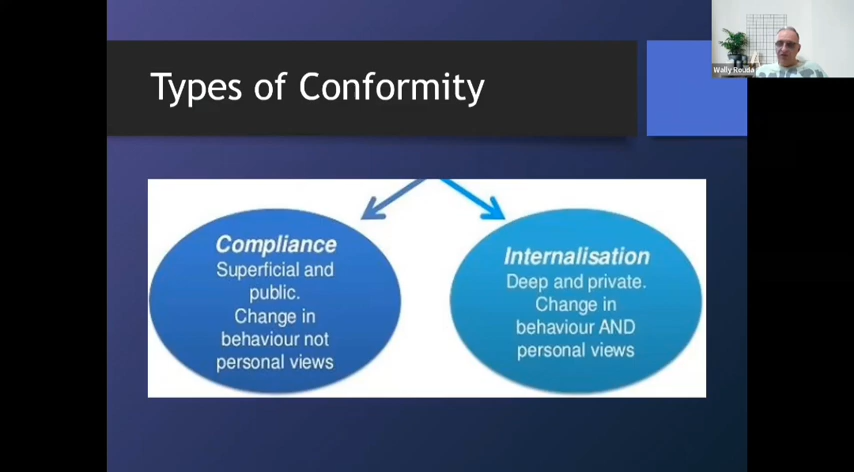 Types of Conformity
Wally Rouda
Compliance
Superficial and
public.
Change in
behaviour not
personal views
Internalisation
Deep and private.
Change in
behaviour AND
personal views